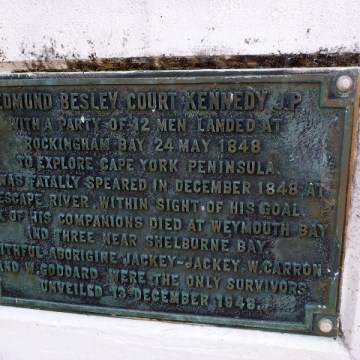 EDMUND BESLEY COURT KENNEDY J.P.
WITH A PARTY OF 12 MEN LANDED AT
ROCKINGHAM BAY 24 MAY 1848
TO EXPLORE CAPE YORK PENINSULA.
WAS FATALLY SPEARED IN DECEMBER 1848 AT
ESCAPE RIVER, WITHIN SIGHT OF HIS GOAL.
OF HIS COMPANIONS DIED AT WEYMOUTH BAY
AND THREE NEAR SHELBURNE BAY.
ABORIGINE JACKEY-JACKEY, W. CARRON
AND W. GODDARD, WERE THE ONLY SURVIVORS
UNVEILED 13 DECEMBER 1948.